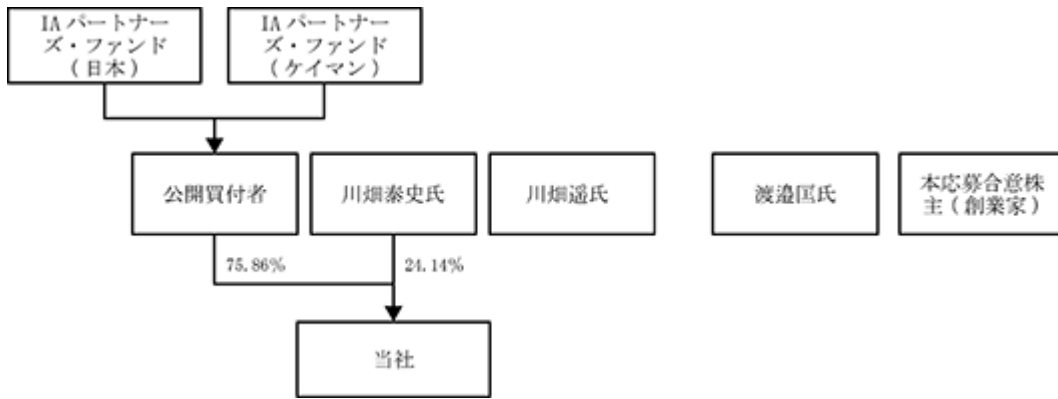 IA パートナー
ズ・ファンド
(日本)
IA パートナー
ズ・ファンド
(ケイマン)
公開買付者
川畑泰史氏
川畑遥氏
渡邉匡氏
本応募合意株
主(創業家)
75.86%
24.14%
当社